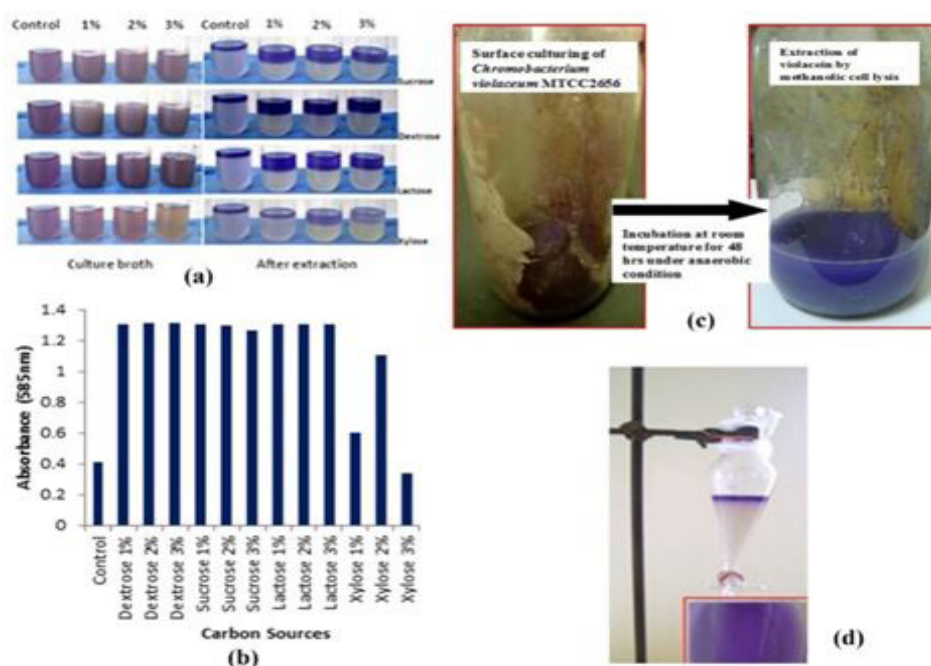 Control 1% 2% 3% Control 1% 2% 3%
Sucrose
Dextrose
Lactose
Xylose
Culture broth After extraction
(a)
Surface culturing of
Chromobacterium
violaceum MTCC2656
Extraction of
violacein by
methanolic cell lysis
Incubation at room
temperature for 48
hrs under anaerobic
condition
(c)
Absorbance (585nm)
1.4
1.2
1
0.8
0.6
0.4
0.2
0
Control
Dextrose 1%
Dextrose 2%
Dextrose 3%
Sucrose 1%
Sucrose 2%
Sucrose 3%
Lactose 1%
Lactose 2%
Lactose 3%
Xylose 1%
Xylose 2%
Xylose 3%
Carbon Sources
(b)
(d)